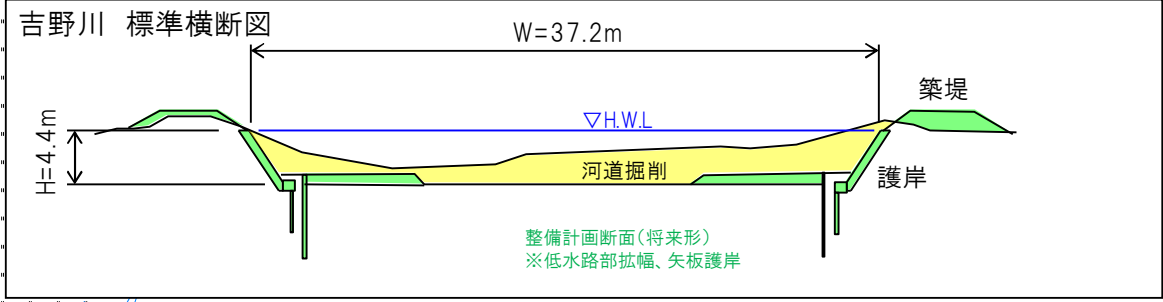 吉野川 標準横断図
W=37.2m
築堤
▽H.W.L
H=4.4m
河道掘削
護岸
整備計画断面(将来形)
※低水路部拡幅、矢板護岸